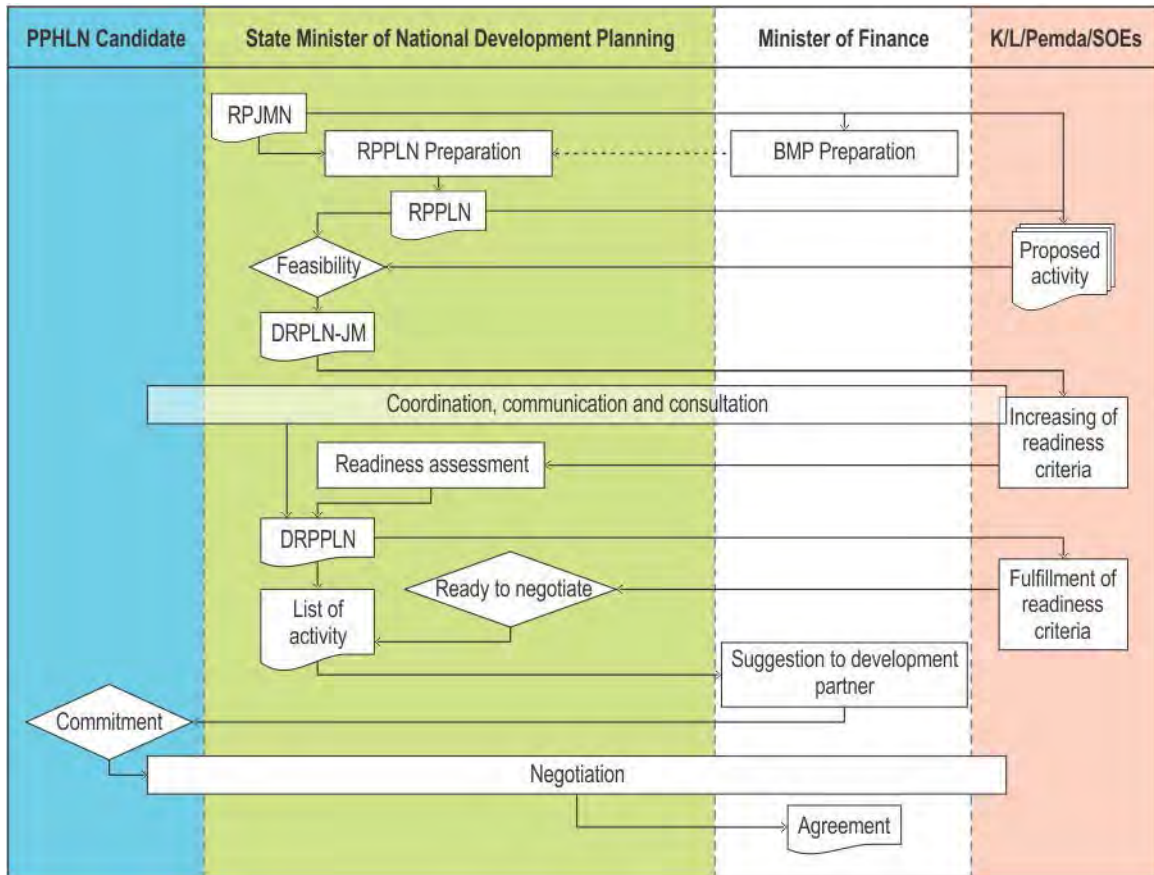 PPHLN Candidate
State Minister of National Development Planning
Minister of Finance
K/L/Pemda/SOEs
RPJMN
RPPLN Preparation
BMP Preparation
RPPLN
Feasibility
Proposed
activity
DRPLN-JM
Coordination, communication and consultation
Increasing of
readiness
criteria
Readiness assessment
DRPPLN
Ready to negotiate
Fulfillment of
readiness
criteria
List of
activity
Suggestion to development
partner
Commitment
Negotiation
Agreement